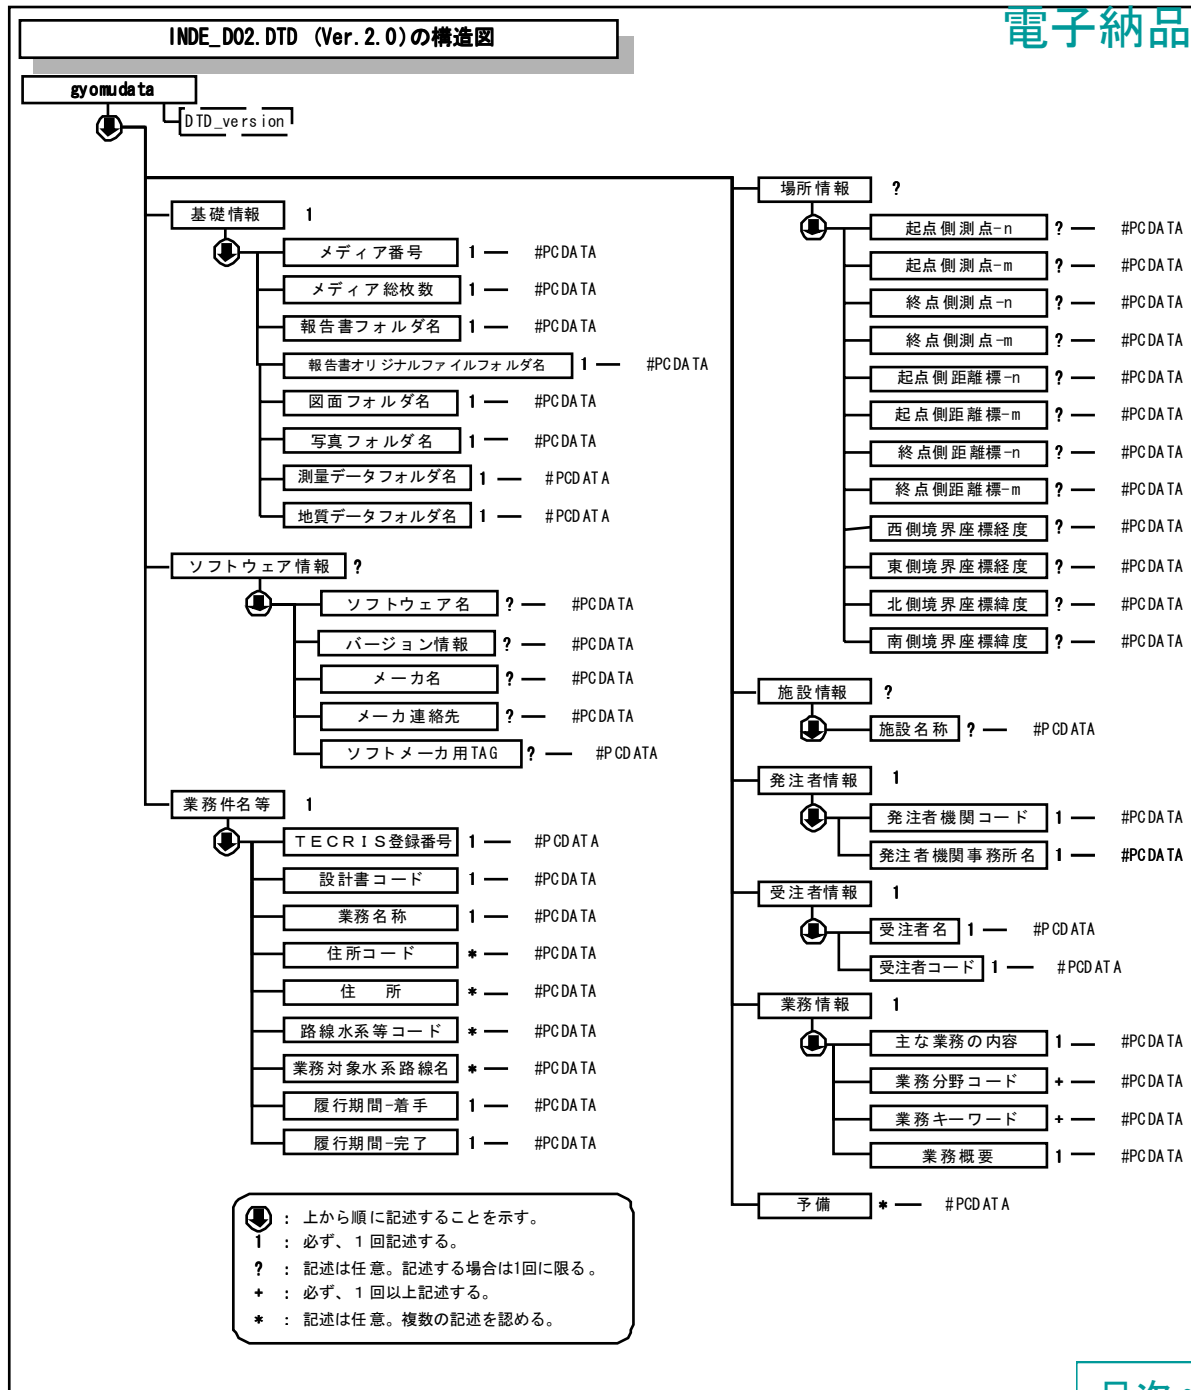 電子納品
INDE_D02.DTD (Ver.2.0)の構造図
gyomudata
DTD_version
基礎情報 1
メディア番号 1 #PCDATA
メディア総枚数 1 #PCDATA
報告書フォルダ名 1 #PCDATA
報告書オリジナルファイルフォルダ名 1 #PCDATA
図面フォルダ名 1 #PCDATA
写真フォルダ名 1 #PCDATA
測量データフォルダ名 1 #PCDATA
地質データフォルダ名 1 #PCDATA
ソフトウェア情報 ?
ソフトウェア名 ? #PCDATA
バージョン情報 ? #PCDATA
メーカ名 ? #PCDATA
メーカ連絡先 ? #PCDATA
ソフトメーカ用TAG ? #PCDATA
業務件名等 1
TECRIS登録番号 1 #PCDATA
設計書コード 1 #PCDATA
業務名称 1 #PCDATA
住所コード * #PCDATA
住 所 * #PCDATA
路線水系等コード * #PCDATA
業務対象水系路線名 * #PCDATA
履行期間-着手 1 #PCDATA
履行期間-完了 1 #PCDATA
場所情報 ?
起点側測点-n ? #PCDATA
起点側測点-m ? #PCDATA
終点側測点-n ? #PCDATA
終点側測点-m ? #PCDATA
起点側距離標-n ? #PCDATA
起点側距離標-m ? #PCDATA
終点側距離標-n ? #PCDATA
終点側距離標-m ? #PCDATA
西側境界座標経度 ? #PCDATA
東側境界座標経度 ? #PCDATA
北側境界座標緯度 ? #PCDATA
南側境界座標緯度 ? #PCDATA
施設情報 ?
施設名称 ? #PCDATA
発注者情報 1
発注者機関コード 1 #PCDATA
発注者機関事務所名 1 #PCDATA
受注者情報 1
受注者名 1 #PCDATA
受注者コード 1 #PCDATA
業務情報 1
主な業務の内容 1 #PCDATA
業務分野コード + #PCDATA
業務キーワード + #PCDATA
業務概要 1 #PCDATA
予備 * #PCDATA
: 上から順に記述することを示す。
1 : 必ず、1回記述する。
? : 記述は任意。記述する場合は1回に限る。
+ : 必ず、1回以上記述する。
* : 記述は任意。複数の記述を認める。